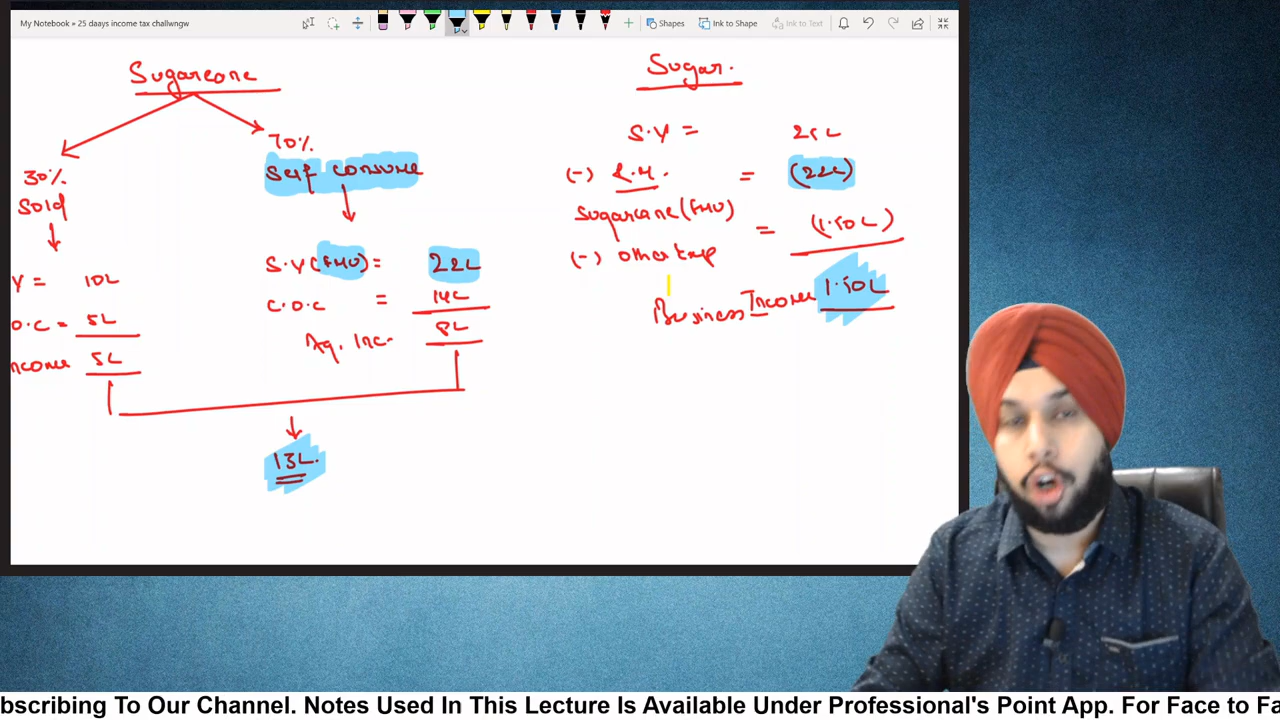 My Notebook » 25 daays income tax challwngw
Shapes
Ink to Shape
Ink to Text
Sugarcane
30%
Sold
Y = 10L
O.C = 5L
ncome 5L
70%
Self consume
S.V (FMV) = 22L
C.O.C = 14L
Ag. Inc. 8L
13L.
Sugar.
S.V = 25L
(-) R.M. = (22L)
Sugarcane (FMV)
(-) Other Exp = (1.50L)
Business Income 1.50L
bscribing To Our Channel. Notes Used In This Lecture Is Available Under Professional's Point App. For Face to Fa